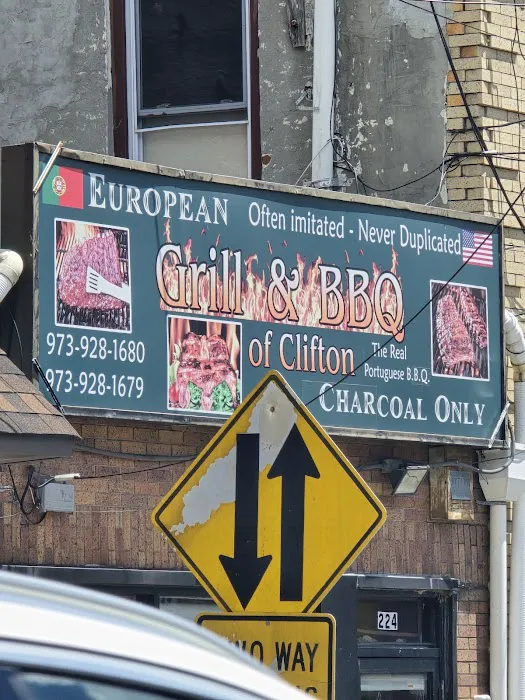 EUROPEAN
Often imitated - Never Duplicated
Grill & BBQ
of Clifton
The Real
Portuguese B.B.Q.
973-928-1680
973-928-1679
CHARCOAL ONLY
224
WAY